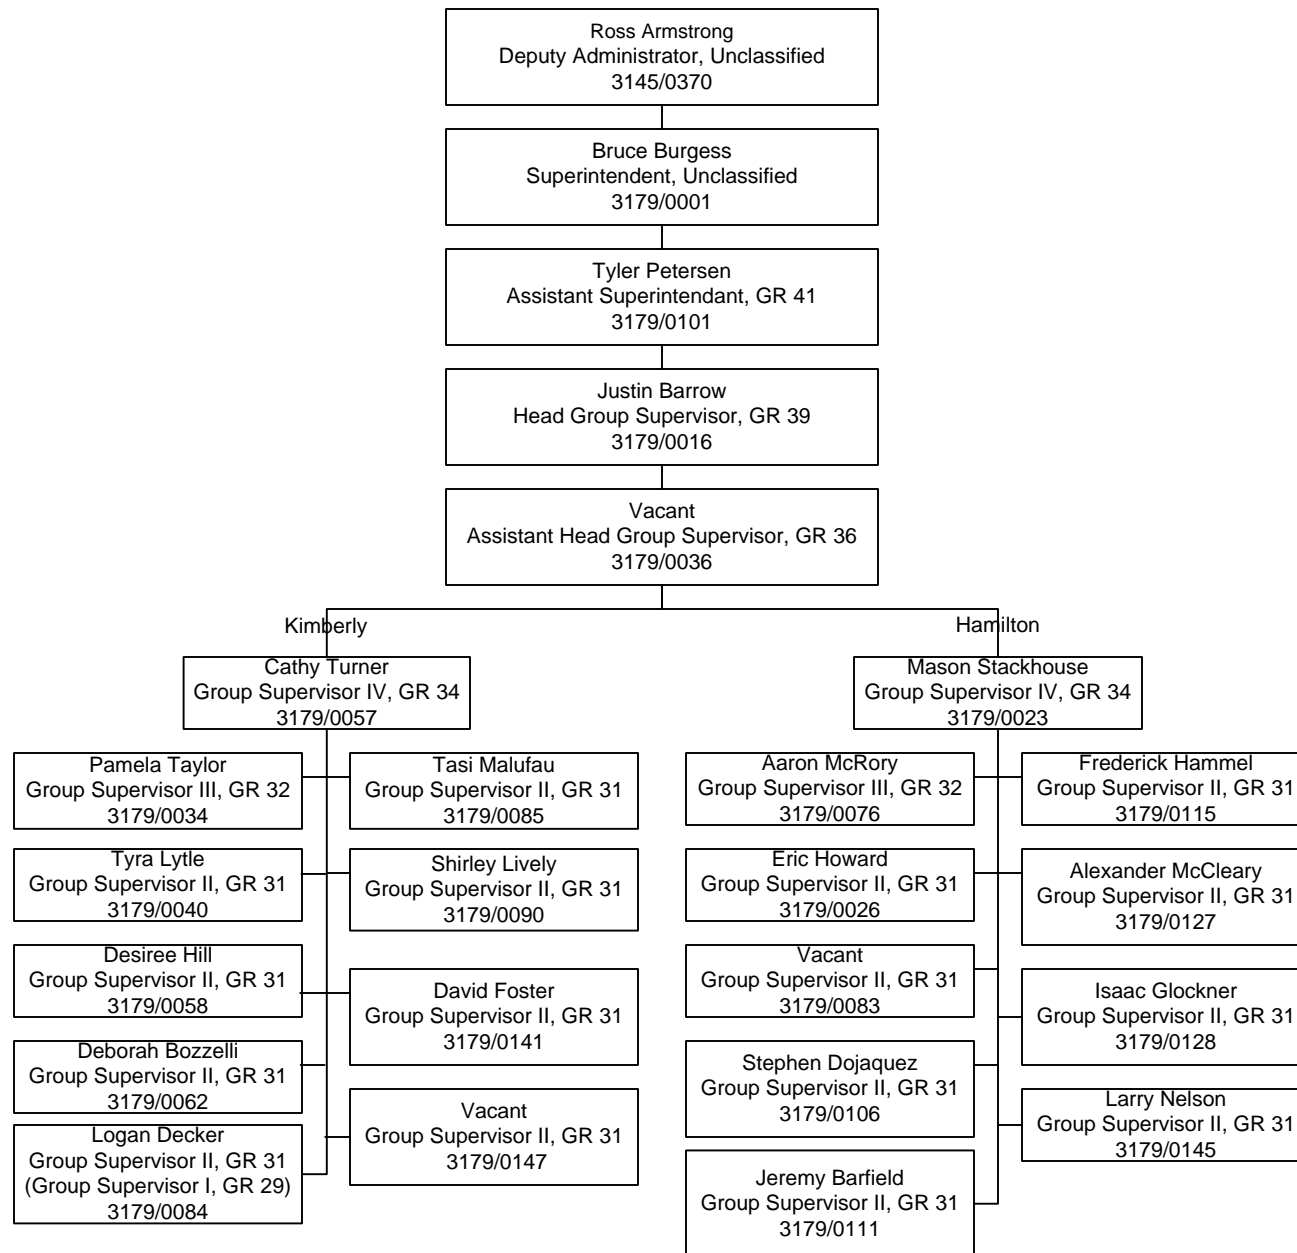 Ross Armstrong
Deputy Administrator, Unclassified
3145/0370
Bruce Burgess
Superintendent, Unclassified
3179/0001
Tyler Petersen
Assistant Superintendant, GR 41
3179/0101
Justin Barrow
Head Group Supervisor, GR 39
3179/0016
Vacant
Assistant Head Group Supervisor, GR 36
3179/0036
Kimberly
Cathy Turner
Group Supervisor IV, GR 34
3179/0057
Pamela Taylor
Group Supervisor III, GR 32
3179/0034
Tyra Lytle
Group Supervisor II, GR 31
3179/0040
Desiree Hill
Group Supervisor II, GR 31
3179/0058
Deborah Bozzelli
Group Supervisor II, GR 31
3179/0062
Logan Decker
Group Supervisor II, GR 31
(Group Supervisor I, GR 29)
3179/0084
Tasi Malufau
Group Supervisor II, GR 31
3179/0085
Shirley Lively
Group Supervisor II, GR 31
3179/0090
David Foster
Group Supervisor II, GR 31
3179/0141
Vacant
Group Supervisor II, GR 31
3179/0147
Hamilton
Mason Stackhouse
Group Supervisor IV, GR 34
3179/0023
Aaron McRory
Group Supervisor III, GR 32
3179/0076
Eric Howard
Group Supervisor II, GR 31
3179/0026
Vacant
Group Supervisor II, GR 31
3179/0083
Stephen Dojaquez
Group Supervisor II, GR 31
3179/0106
Jeremy Barfield
Group Supervisor II, GR 31
3179/0111
Frederick Hammel
Group Supervisor II, GR 31
3179/0115
Alexander McCleary
Group Supervisor II, GR 31
3179/0127
Isaac Glockner
Group Supervisor II, GR 31
3179/0128
Larry Nelson
Group Supervisor II, GR 31
3179/0145